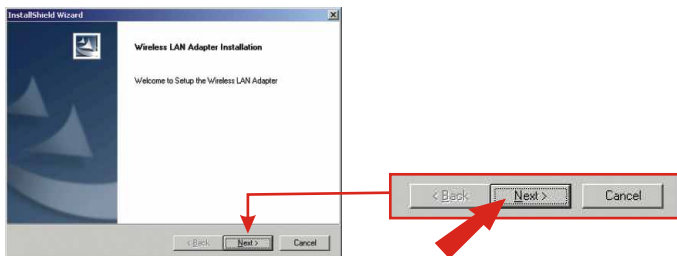 InstallShield Wizard
Wireless LAN Adapter Installation
Welcome to Setup the Wireless LAN Adapter
< Back Next > Cancel
< Back Next > Cancel